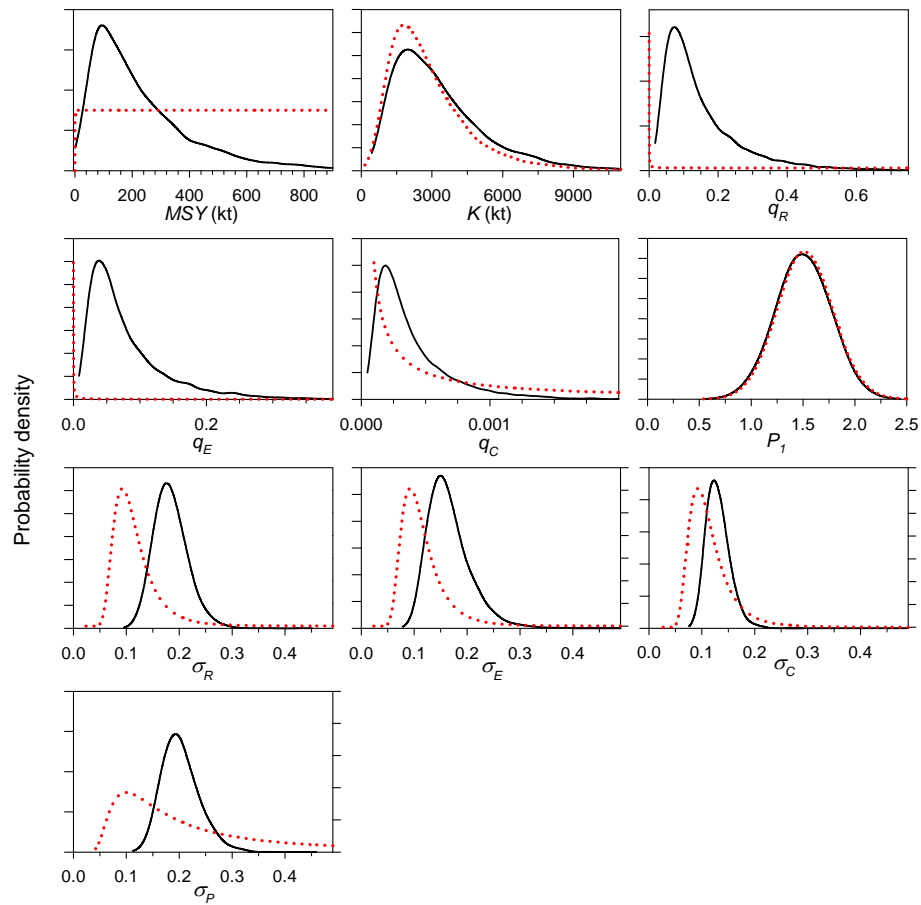 0 200 400 600 800
MSY (kt)
0 3000 6000 9000
K (kt)
0.0 0.2 0.4 0.6
q_R
0.0 0.2
q_E
0.000 0.001
q_C
0.0 0.5 1.0 1.5 2.0 2.5
P_1
Probability density
0.0 0.1 0.2 0.3 0.4
σ_R
0.0 0.1 0.2 0.3 0.4
σ_E
0.0 0.1 0.2 0.3 0.4
σ_C
0.0 0.1 0.2 0.3 0.4
σ_P